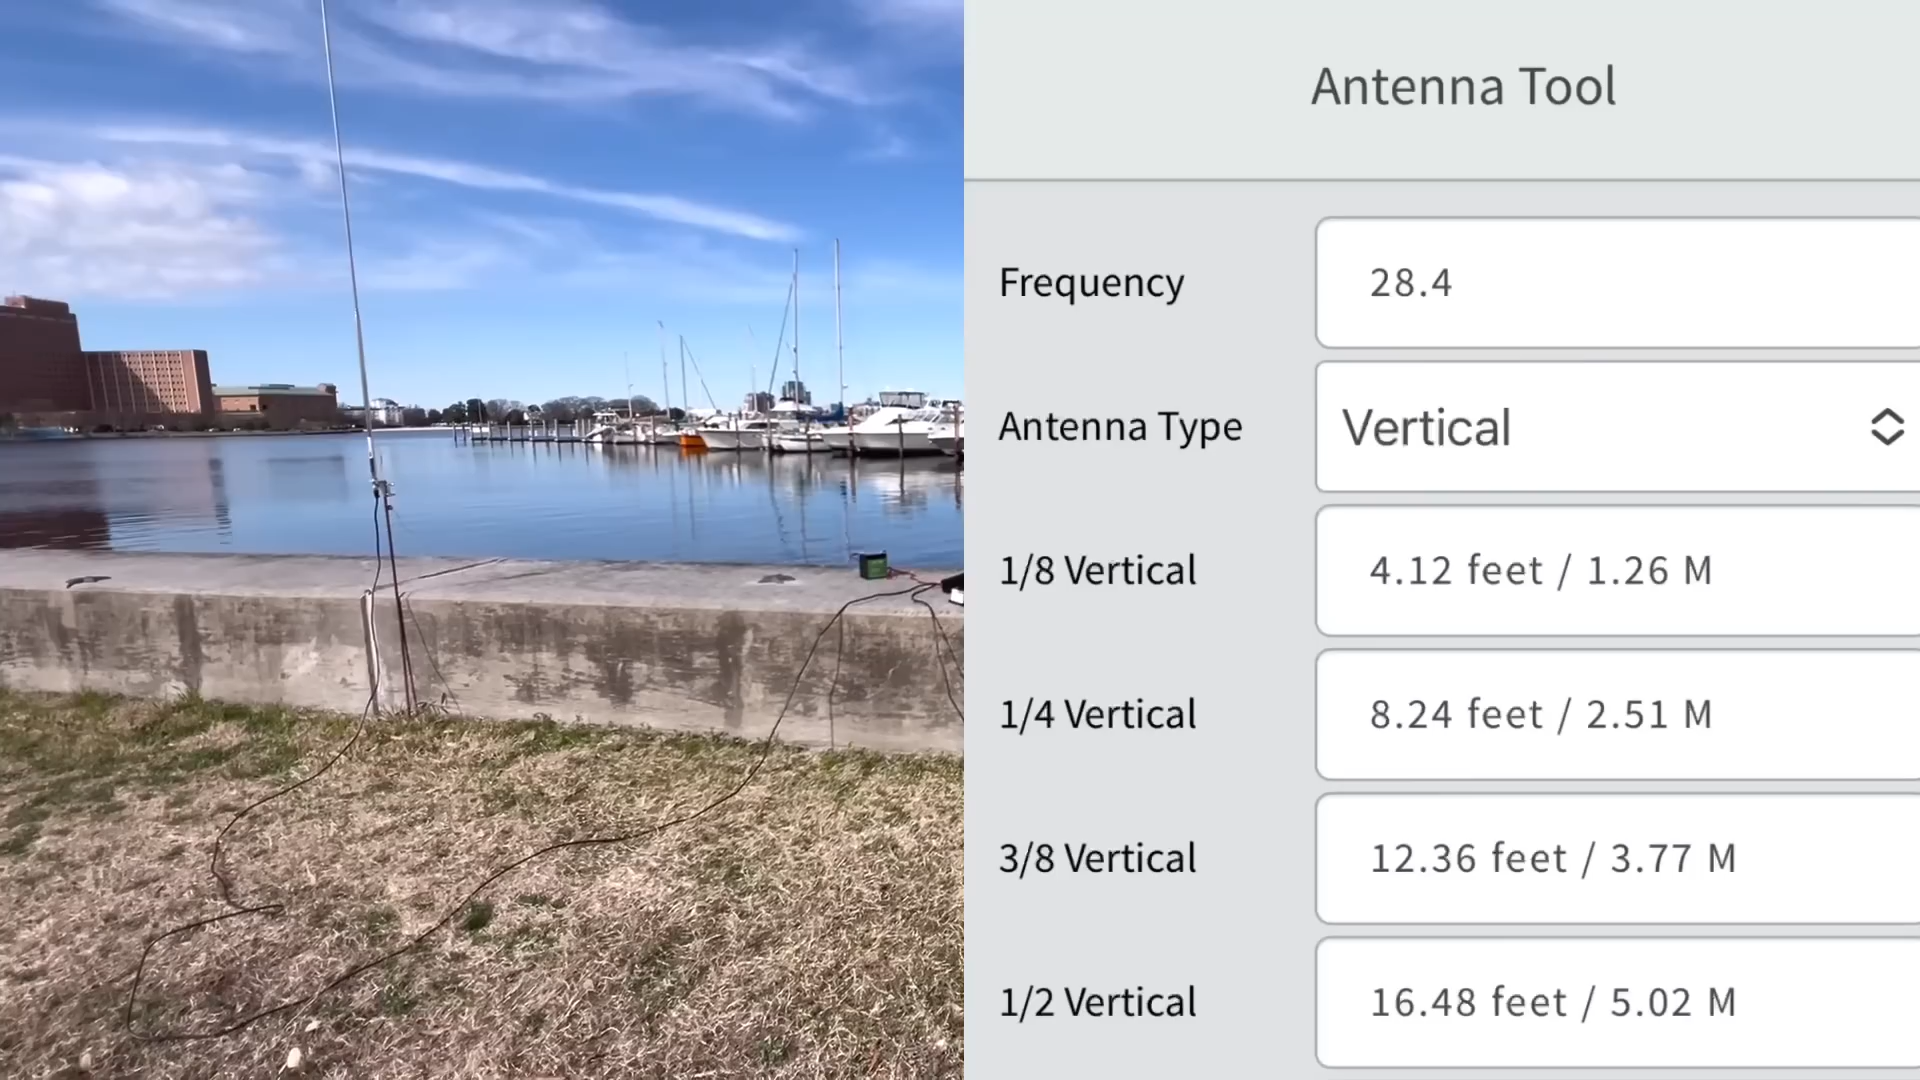 Antenna Tool
Frequency 28.4
Antenna Type Vertical
1/8 Vertical 4.12 feet / 1.26 M
1/4 Vertical 8.24 feet / 2.51 M
3/8 Vertical 12.36 feet / 3.77 M
1/2 Vertical 16.48 feet / 5.02 M